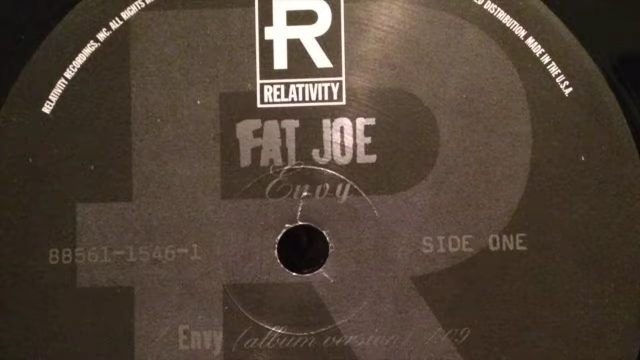 RELATIVITY RECORDINGS, INC. ALL RIGHTS
DISTRIBUTION. MADE IN THE U.S.A.
R
RELATIVITY
FAT JOE
Envy
88561-1546-1
SIDE ONE
Envy (album version)